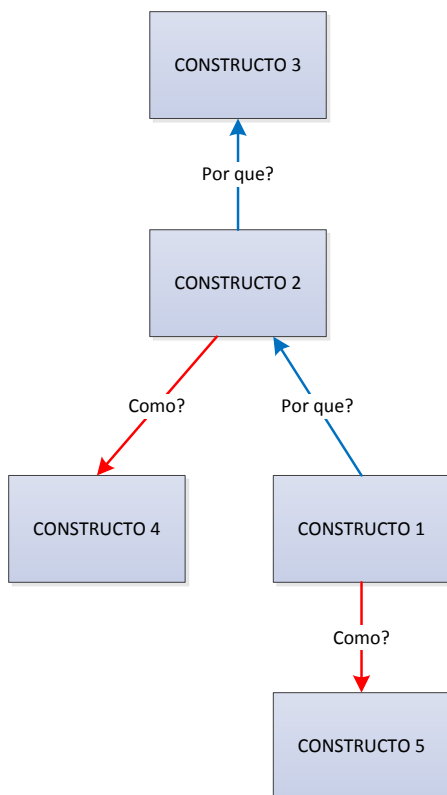 CONSTRUCTO 3
Por que?
CONSTRUCTO 2
Como?
Por que?
CONSTRUCTO 4
CONSTRUCTO 1
Como?
CONSTRUCTO 5